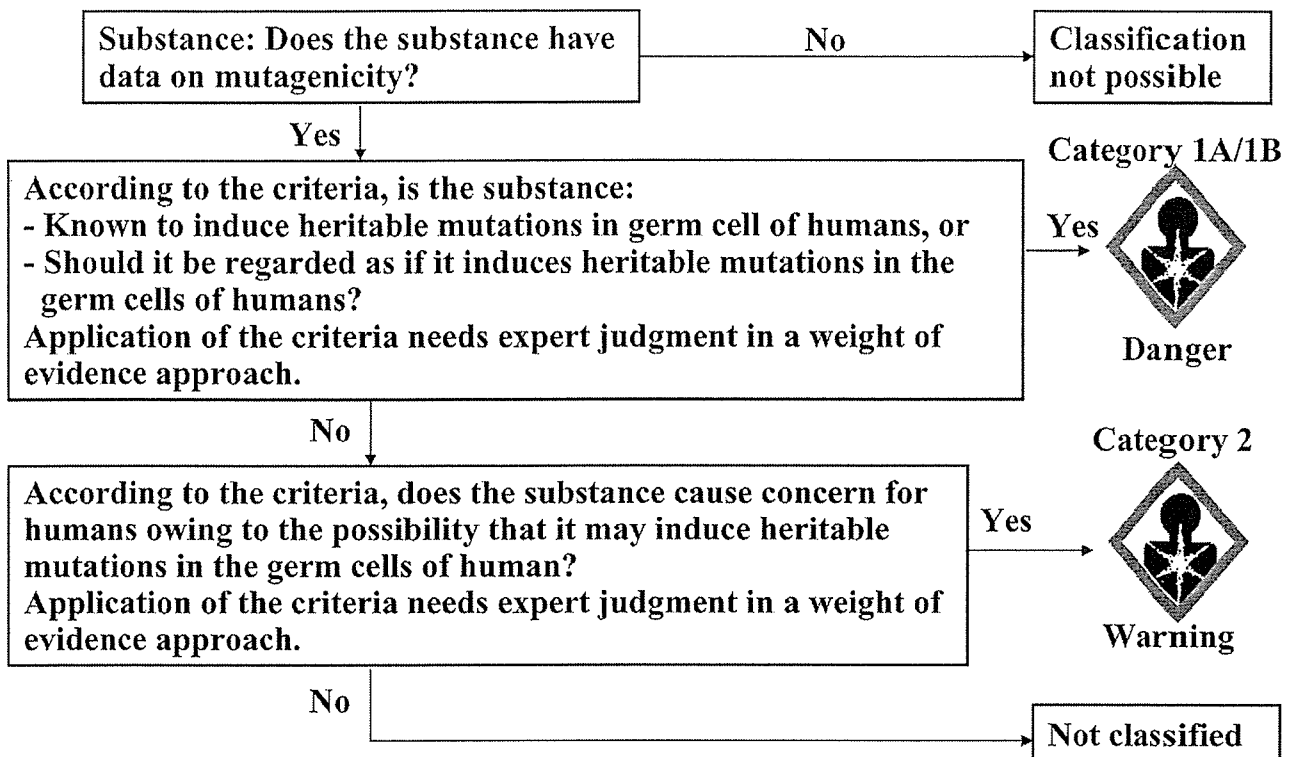 Substance: Does the substance have
data on mutagenicity?
No
Classification
not possible
Yes
According to the criteria, is the substance:
- Known to induce heritable mutations in germ cell of humans, or
- Should it be regarded as if it induces heritable mutations in the
germ cells of humans?
Application of the criteria needs expert judgment in a weight of
evidence approach.
Yes
Category 1A/1B
Danger
No
According to the criteria, does the substance cause concern for
humans owing to the possibility that it may induce heritable
mutations in the germ cells of human?
Application of the criteria needs expert judgment in a weight of
evidence approach.
Yes
Category 2
Warning
No
Not classified